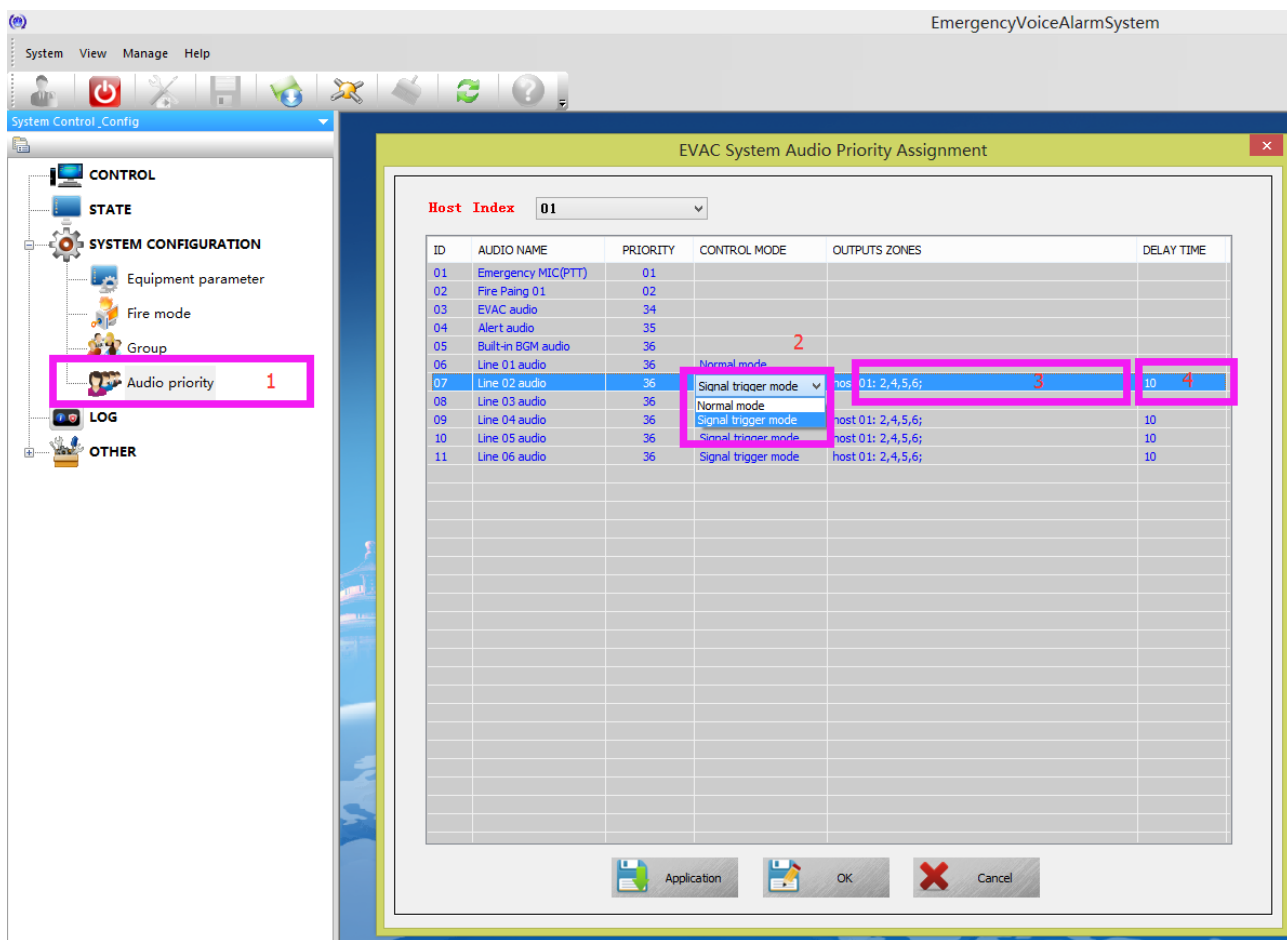 EmergencyVoiceAlarmSystem
System View Manage Help
System Control_Config
CONTROL
STATE
SYSTEM CONFIGURATION
Equipment parameter
Fire mode
Group
Audio priority 1
LOG
OTHER
EVAC System Audio Priority Assignment
Host Index 01
ID AUDIO NAME PRIORITY CONTROL MODE OUTPUTS ZONES DELAY TIME
01 Emergency MIC(PTT) 01
02 Fire Paing 01 02
03 EVAC audio 34
04 Alert audio 35
05 Built-in BGM audio 36 2
06 Line 01 audio 36 Normal mode
07 Line 02 audio 36 Signal trigger mode host 01: 2,4,5,6; 3 10 4
Normal mode
08 Line 03 audio 36
Signal trigger mode
09 Line 04 audio 36 host 01: 2,4,5,6; 10
10 Line 05 audio 36 Signal trigger mode host 01: 2,4,5,6; 10
11 Line 06 audio 36 Signal trigger mode host 01: 2,4,5,6; 10
Application OK Cancel